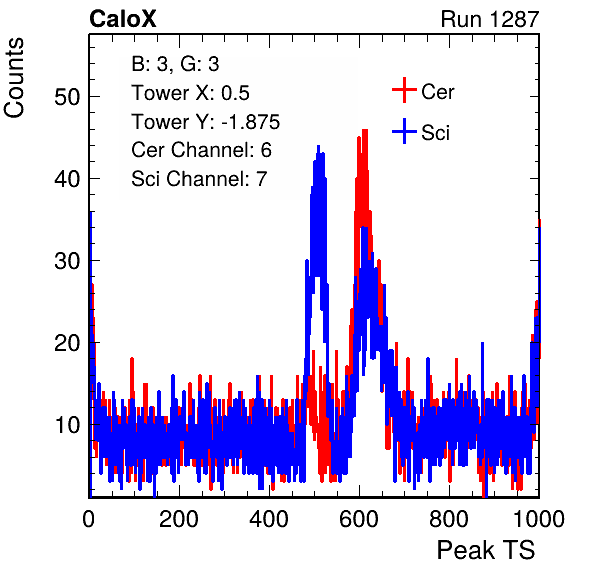 CaloX Run 1287
Counts
B: 3, G: 3
Tower X: 0.5
Tower Y: -1.875
Cer Channel: 6
Sci Channel: 7
Cer
Sci
50
40
30
20
10
0 200 400 600 800 1000
Peak TS